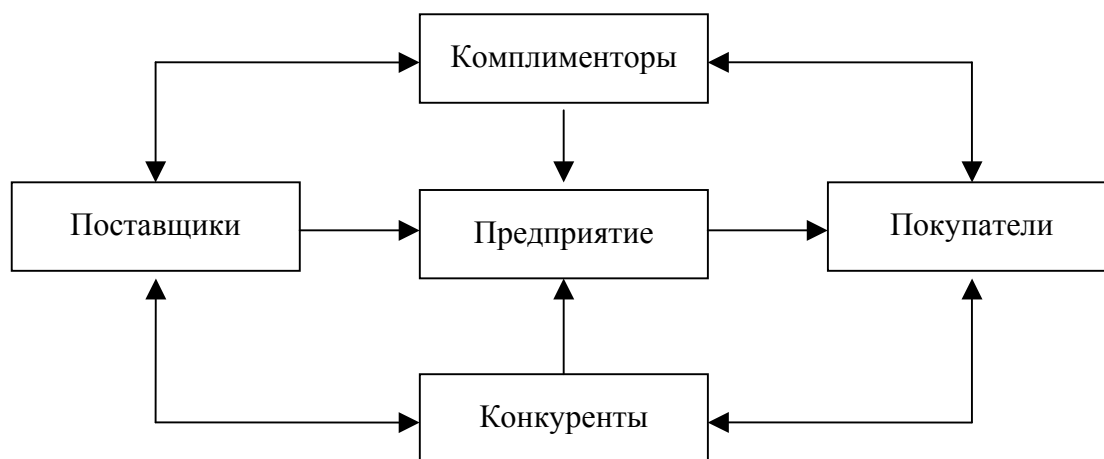 Комплименторы
Поставщики
Предприятие
Покупатели
Конкуренты